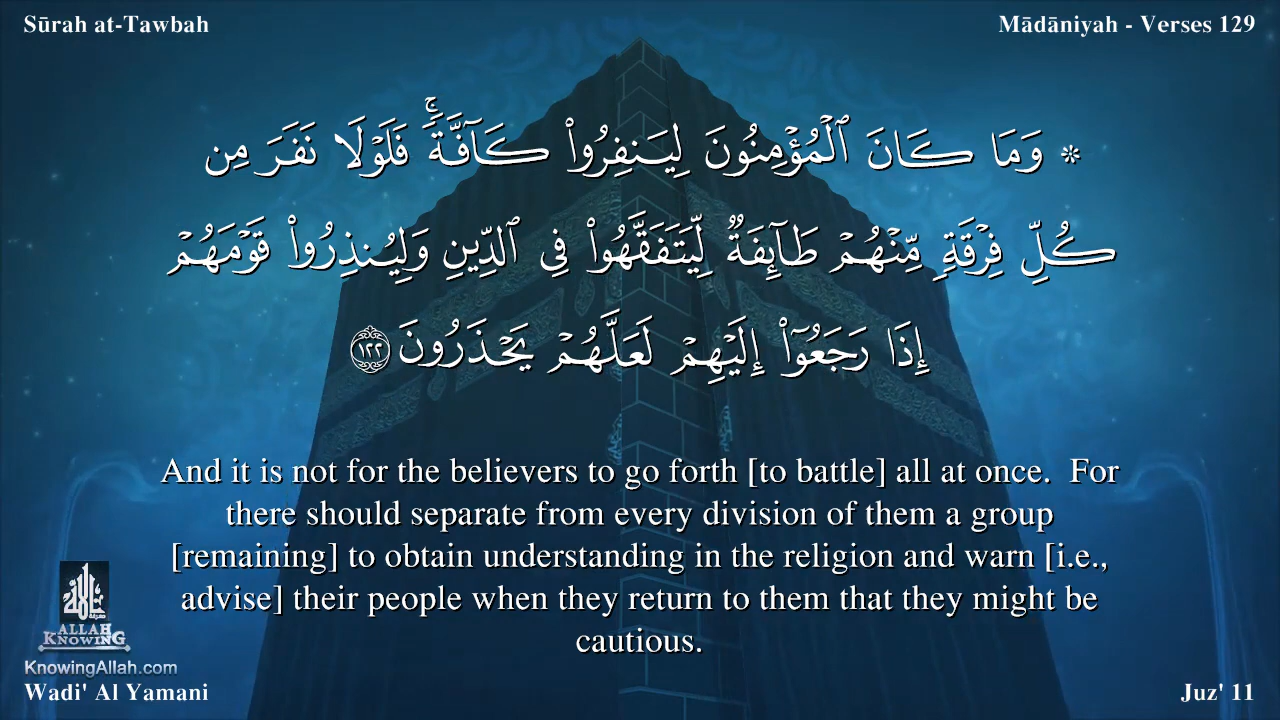 Sūrah at-Tawbah
Mādāniyah - Verses 129
۞ وَمَا كَانَ ٱلْمُؤْمِنُونَ لِيَنفِرُوا۟ كَآفَّةً ۚ فَلَوْلَا نَفَرَ مِن
كُلِّ فِرْقَةٍ مِّنْهُمْ طَآئِفَةٌ لِّيَتَفَقَّهُوا۟ فِى ٱلدِّينِ وَلِيُنذِرُوا۟ قَوْمَهُمْ
إِذَا رَجَعُوٓا۟ إِلَيْهِمْ لَعَلَّهُمْ يَحْذَرُونَ ١٢٢
And it is not for the believers to go forth [to battle] all at once.  For
there should separate from every division of them a group
[remaining] to obtain understanding in the religion and warn [i.e.,
advise] their people when they return to them that they might be
cautious.
ALLAH
KNOWING
KnowingAllah.com
Wadi' Al Yamani
Juz' 11